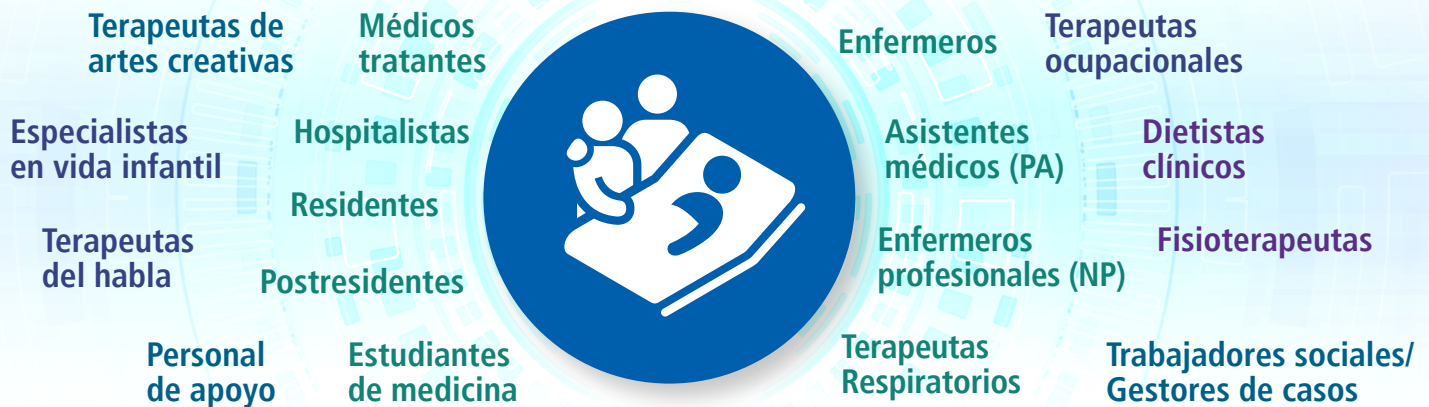 Terapeutas de
artes creativas
Médicos
tratantes
Enfermeros
Terapeutas
ocupacionales
Especialistas
en vida infantil
Hospitalistas
Asistentes
médicos (PA)
Dietistas
clínicos
Residentes
Terapeutas
del habla
Postresidentes
Enfermeros
profesionales (NP)
Fisioterapeutas
Personal
de apoyo
Estudiantes
de medicina
Terapeutas
Respiratorios
Trabajadores sociales/
Gestores de casos